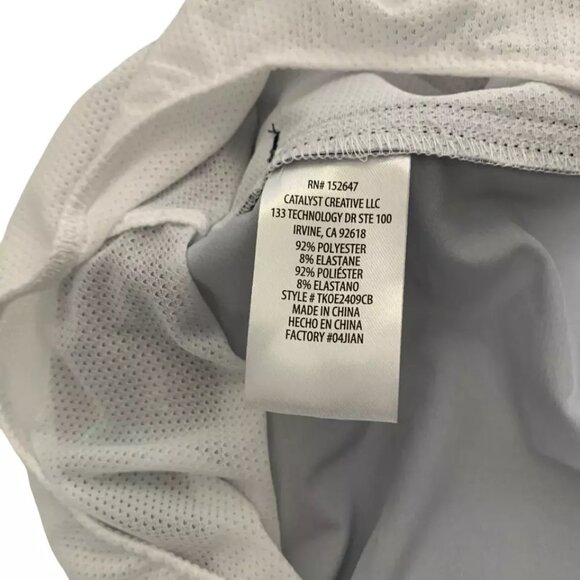 RN# 152647
CATALYST CREATIVE LLC
133 TECHNOLOGY DR STE 100
IRVINE, CA 92618
92% POLYESTER
8% ELASTANE
92% POLIÉSTER
8% ELASTANO
STYLE # TK0E2409CB
MADE IN CHINA
HECHO EN CHINA
FACTORY #04JIAN